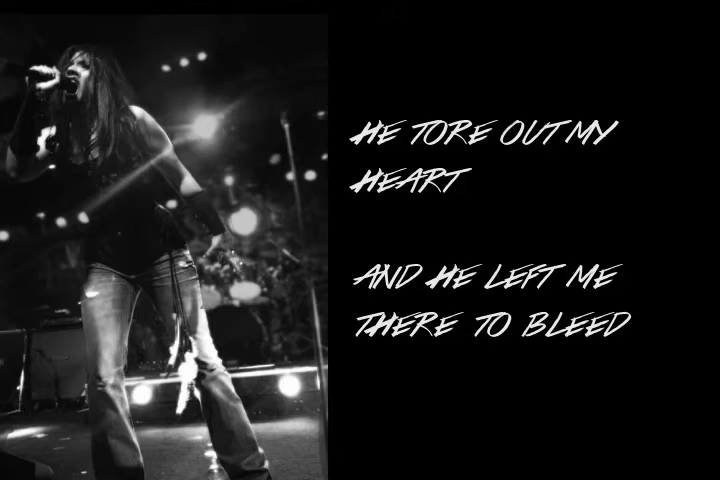 HE TORE OUT MY
HEART
AND HE LEFT ME
THERE TO BLEED